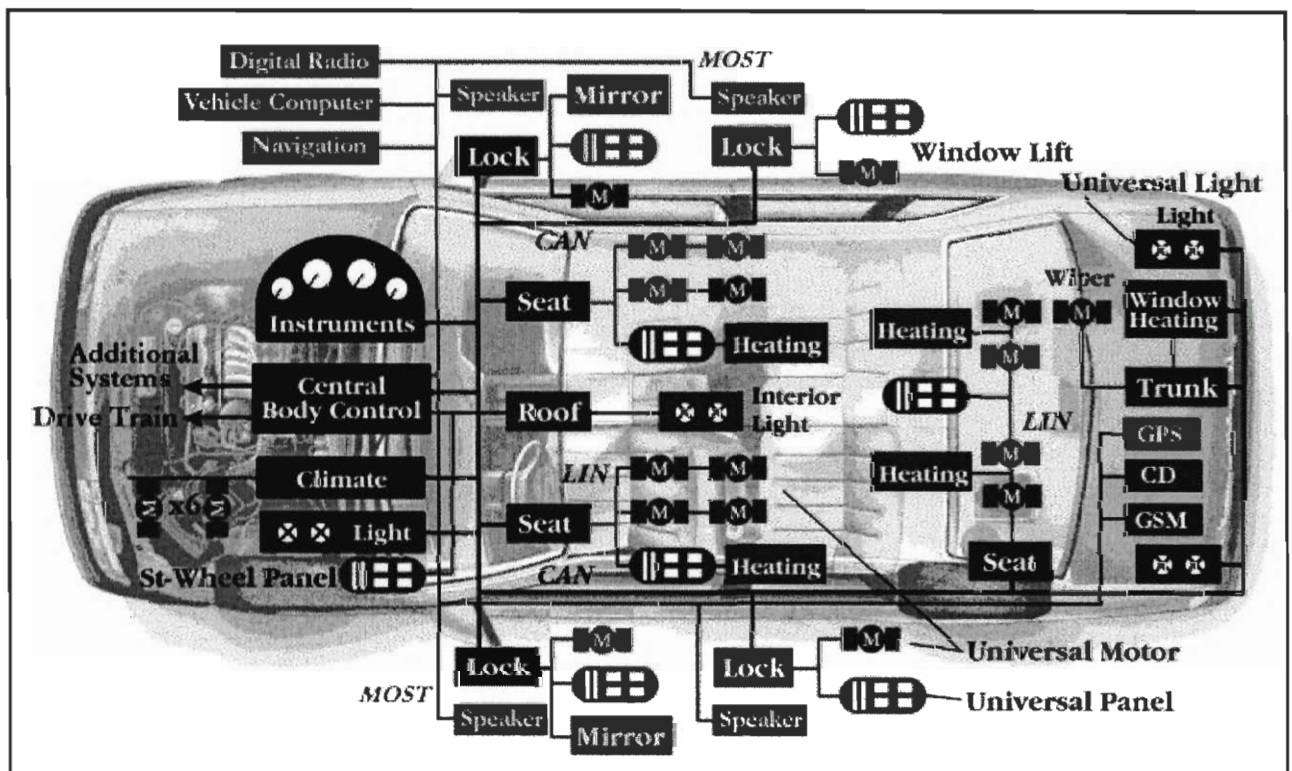 MOST
Digital Radio
Speaker
Mirror
Speaker
Vehicle Computer
Navigation
Lock
Lock
Window Lift
M
M
Universal Light
Light
CAN
M
M
Wiper
Seat
M
M
M
M
Window
Heating
Instruments
Heating
Heating
M
Additional
Systems
Central
Body Control
Trunk
Drive Train
Roof
Interior
Light
LIN
GPS
M
LIN
M
M
Climate
Heating
CD
M
M
x6
M
Seat
M
M
GSM
Light
St-Wheel Panel
CAN
Heating
Seat
M
M
Lock
Lock
Universal Motor
MOST
Universal Panel
Speaker
Speaker
Mirror